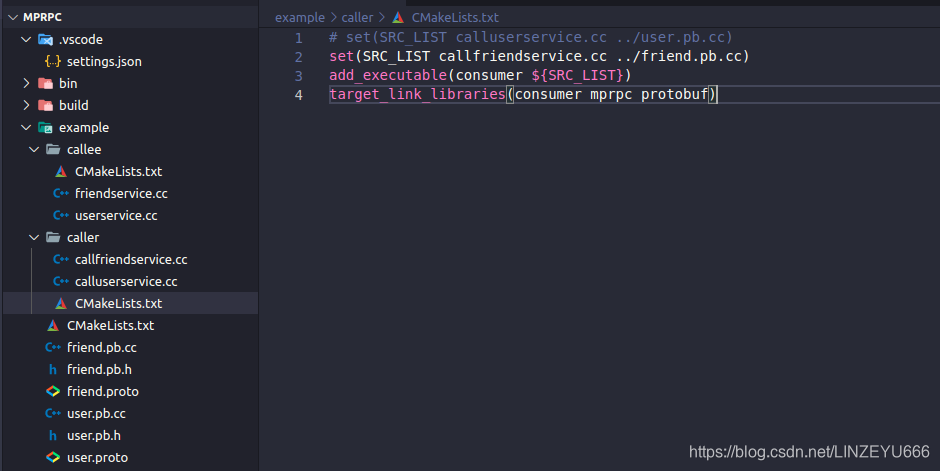 MPRPC
.vscode
{..} settings.json
bin
build
example
callee
CMakeLists.txt
C++ friendservice.cc
C++ userservice.cc
caller
C++ callfriendservice.cc
C++ calluserservice.cc
CMakeLists.txt
CMakeLists.txt
C++ friend.pb.cc
h friend.pb.h
friend.proto
C++ user.pb.cc
h user.pb.h
user.proto
example > caller > CMakeLists.txt
1 # set(SRC_LIST calluserservice.cc ../user.pb.cc)
2 set(SRC_LIST callfriendservice.cc ../friend.pb.cc)
3 add_executable(consumer ${SRC_LIST})
4 target_link_libraries(consumer mprpc protobuf)
https://blog.csdn.net/LINZEYU666